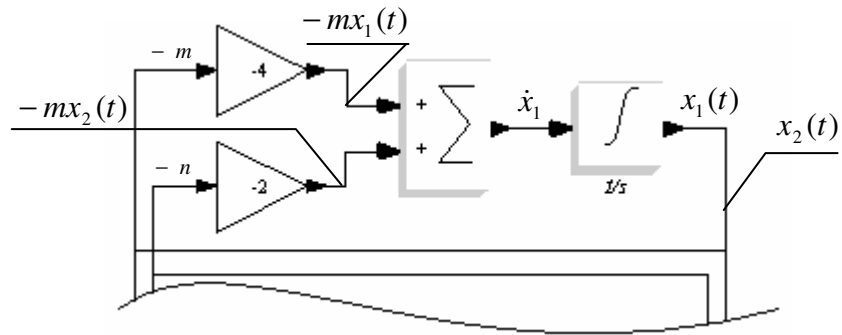 − mx₁(t)
− m
-4
− mx₂(t)
+
ẋ₁
x₁(t)
x₂(t)
+
− n
-2
1/s